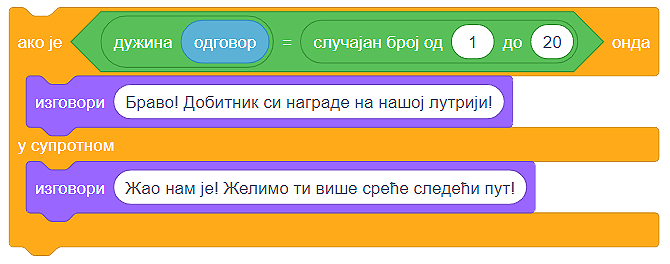 ако је дужина одговор = случајан број од 1 до 20 онда
изговори Браво! Добитник си награде на нашој лутрији!
у супротном
изговори Жао нам је! Желимо ти више среће следећи пут!